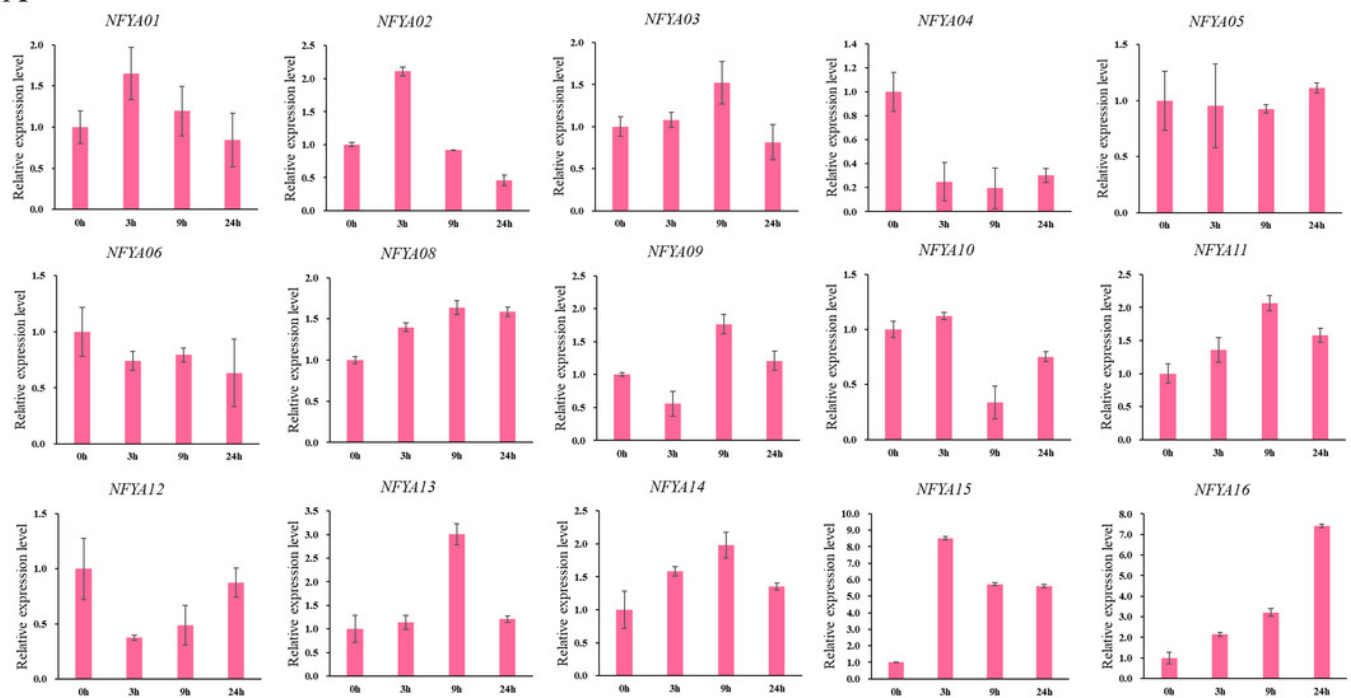 NFYA01
Relative expression level
2.0
1.5
1.0
0.5
0.0
0h 3h 9h 24h
NFYA02
Relative expression level
2.5
2.0
1.5
1.0
0.5
0.0
0h 3h 9h 24h
NFYA03
Relative expression level
2.0
1.5
1.0
0.5
0.0
0h 3h 9h 24h
NFYA04
Relative expression level
1.4
1.2
1.0
0.8
0.6
0.4
0.2
0.0
0h 3h 9h 24h
NFYA05
Relative expression level
1.5
1.0
0.5
0.0
0h 3h 9h 24h
NFYA06
Relative expression level
1.5
1.0
0.5
0.0
0h 3h 9h 24h
NFYA08
Relative expression level
2.0
1.5
1.0
0.5
0.0
0h 3h 9h 24h
NFYA09
Relative expression level
2.5
2.0
1.5
1.0
0.5
0.0
0h 3h 9h 24h
NFYA10
Relative expression level
1.5
1.0
0.5
0.0
0h 3h 9h 24h
NFYA11
Relative expression level
2.5
2.0
1.5
1.0
0.5
0.0
0h 3h 9h 24h
NFYA12
Relative expression level
1.5
1.0
0.5
0.0
0h 3h 9h 24h
NFYA13
Relative expression level
3.5
3.0
2.5
2.0
1.5
1.0
0.5
0.0
0h 3h 9h 24h
NFYA14
Relative expression level
2.5
2.0
1.5
1.0
0.5
0.0
0h 3h 9h 24h
NFYA15
Relative expression level
10.0
9.0
8.0
7.0
6.0
5.0
4.0
3.0
2.0
1.0
0.0
0h 3h 9h 24h
NFYA16
Relative expression level
8.0
7.0
6.0
5.0
4.0
3.0
2.0
1.0
0.0
0h 3h 9h 24h